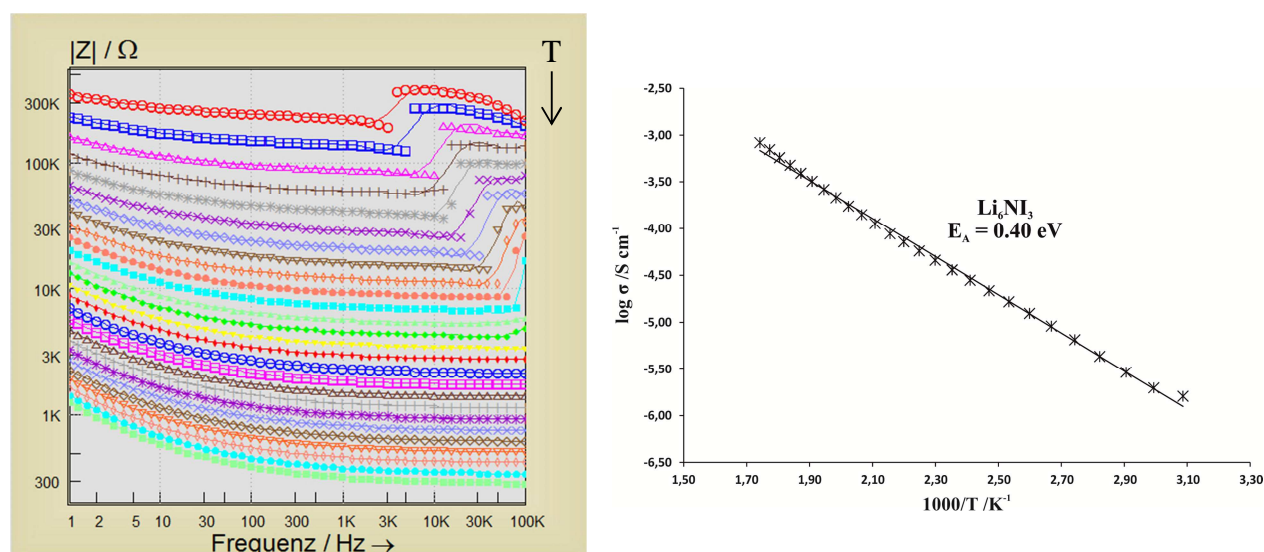 |Z| / Ω
T
300K
100K
30K
10K
3K
1K
300
1 2 5 10 30 100 300 1K 3K 10K 30K 100K
Frequenz / Hz →
-2,50
-3,00
-3,50
-4,00
-4,50
-5,00
-5,50
-6,00
-6,50
log σ /S cm⁻¹
Li₆NI₃
E_A = 0.40 eV
1,50 1,70 1,90 2,10 2,30 2,50 2,70 2,90 3,10 3,30
1000/T /K⁻¹